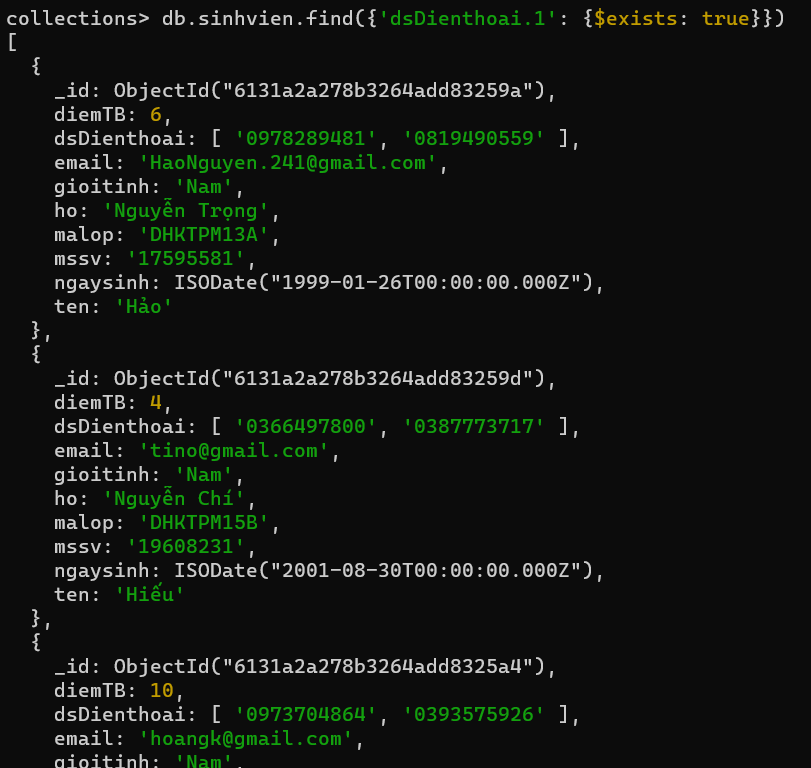 collections> db.sinhvien.find({'dsDienthoai.1': {$exists: true}})
[
  {
    _id: ObjectId("6131a2a278b3264add83259a"),
    diemTB: 6,
    dsDienthoai: [ '0978289481', '0819490559' ],
    email: 'HaoNguyen.241@gmail.com',
    gioitinh: 'Nam',
    ho: 'Nguyễn Trọng',
    malop: 'DHKTPM13A',
    mssv: '17595581',
    ngaysinh: ISODate("1999-01-26T00:00:00.000Z"),
    ten: 'Hảo'
  },
  {
    _id: ObjectId("6131a2a278b3264add83259d"),
    diemTB: 4,
    dsDienthoai: [ '0366497800', '0387773717' ],
    email: 'tino@gmail.com',
    gioitinh: 'Nam',
    ho: 'Nguyễn Chí',
    malop: 'DHKTPM15B',
    mssv: '19608231',
    ngaysinh: ISODate("2001-08-30T00:00:00.000Z"),
    ten: 'Hiếu'
  },
  {
    _id: ObjectId("6131a2a278b3264add8325a4"),
    diemTB: 10,
    dsDienthoai: [ '0973704864', '0393575926' ],
    email: 'hoangk@gmail.com',
    gioitinh: 'Nam',